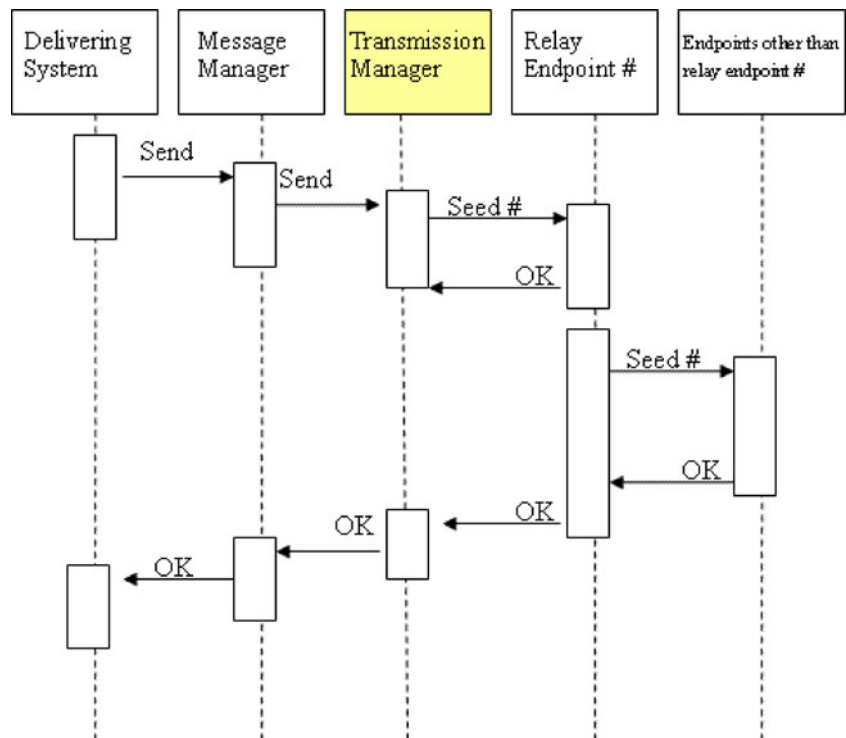 Delivering
System
Message
Manager
Transmission
Manager
Relay
Endpoint #
Endpoints other than
relay endpoint #
Send
Send
Seed #
OK
Seed #
OK
OK
OK
OK